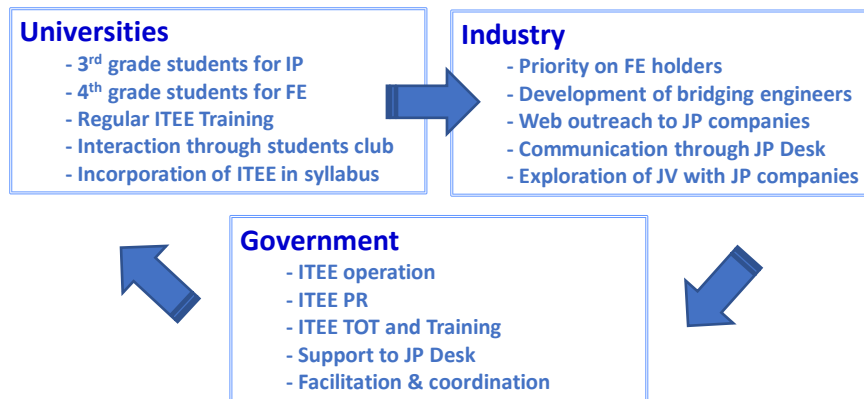 Universities
- 3rd grade students for IP
- 4th grade students for FE
- Regular ITEE Training
- Interaction through students club
- Incorporation of ITEE in syllabus
Industry
- Priority on FE holders
- Development of bridging engineers
- Web outreach to JP companies
- Communication through JP Desk
- Exploration of JV with JP companies
Government
- ITEE operation
- ITEE PR
- ITEE TOT and Training
- Support to JP Desk
- Facilitation & coordination